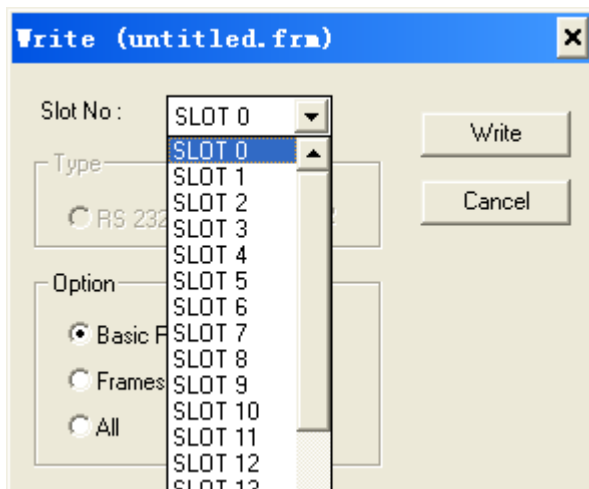 Write (untitled.frm)
Slot No :
SLOT 0
Write
Cancel
Type
RS 232
2
Option
Basic F
Frames
All
SLOT 0
SLOT 1
SLOT 2
SLOT 3
SLOT 4
SLOT 5
SLOT 6
SLOT 7
SLOT 8
SLOT 9
SLOT 10
SLOT 11
SLOT 12
SLOT 13